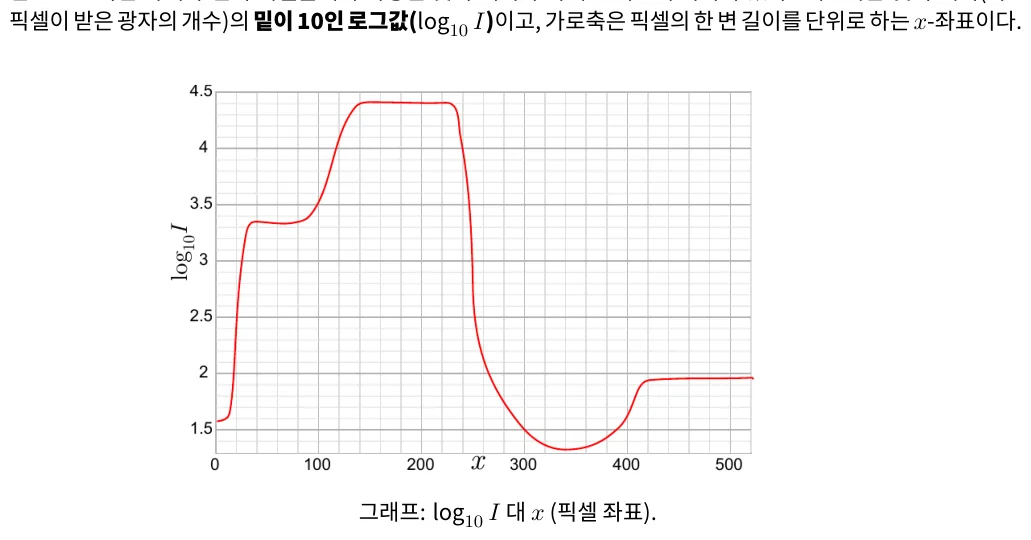 픽셀이 받은 광자의 개수)의 밑이 10인 로그값(log₁₀ I)이고, 가로축은 픽셀의 한 변 길이를 단위로 하는 x-좌표이다.
4.5
4
3.5
3
2.5
2
1.5
log₁₀I
0 100 200 x 300 400 500
그래프: log₁₀ I 대 x (픽셀 좌표).